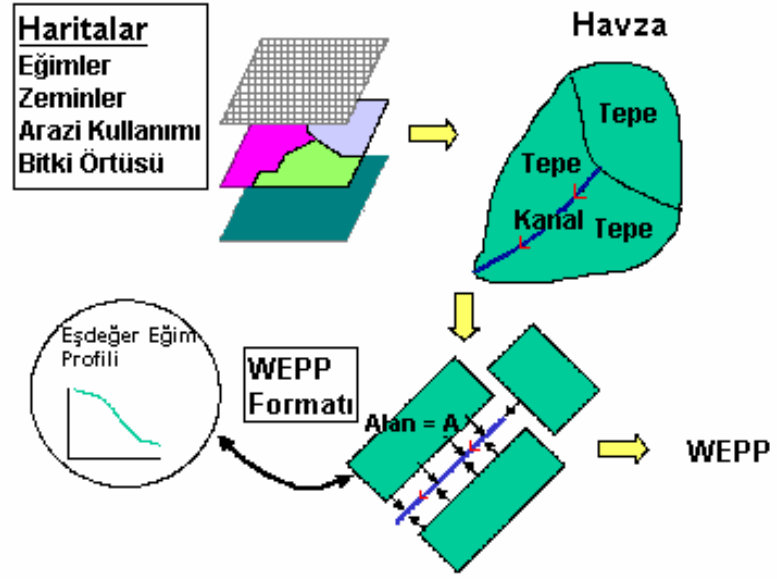 Haritalar
Eğimler
Zeminler
Arazi Kullanımı
Bitki Örtüsü
Havza
Tepe
Tepe
Kanal
Tepe
Eşdeğer Eğim
Profili
WEPP
Formatı
Alan = A
WEPP